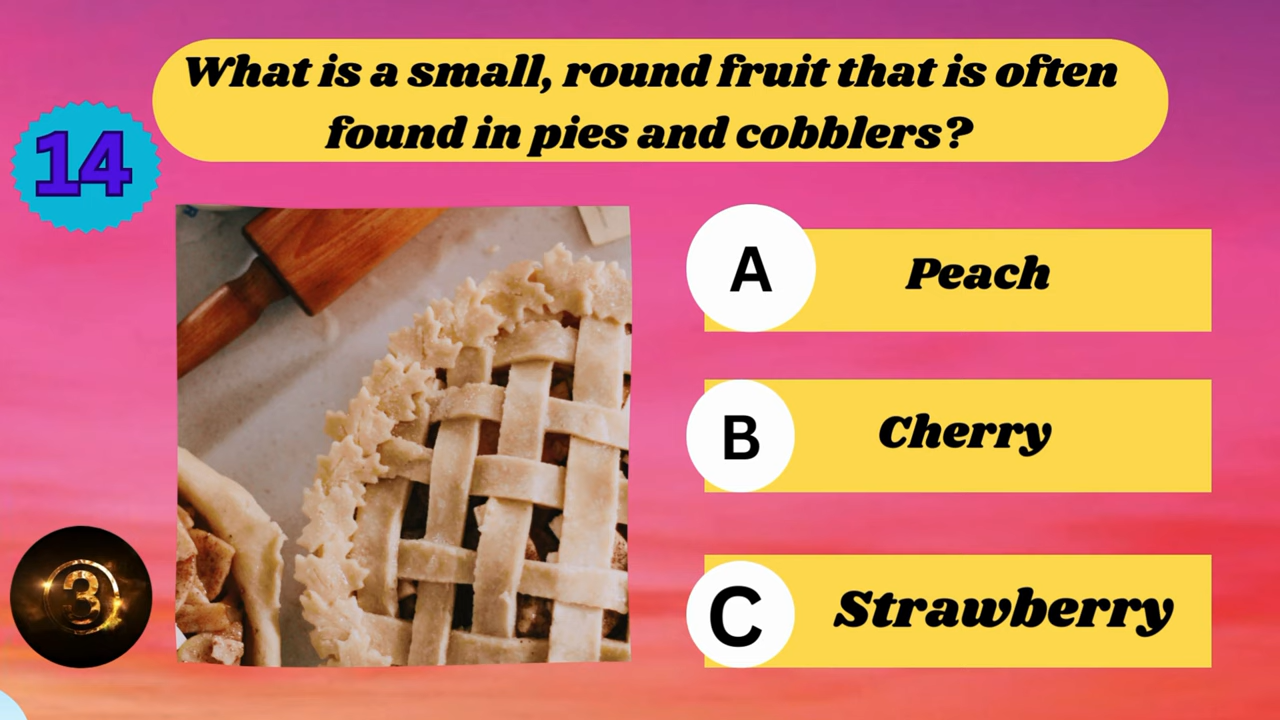 What is a small, round fruit that is often
found in pies and cobblers?
14
A
Peach
B
Cherry
3
C
Strawberry